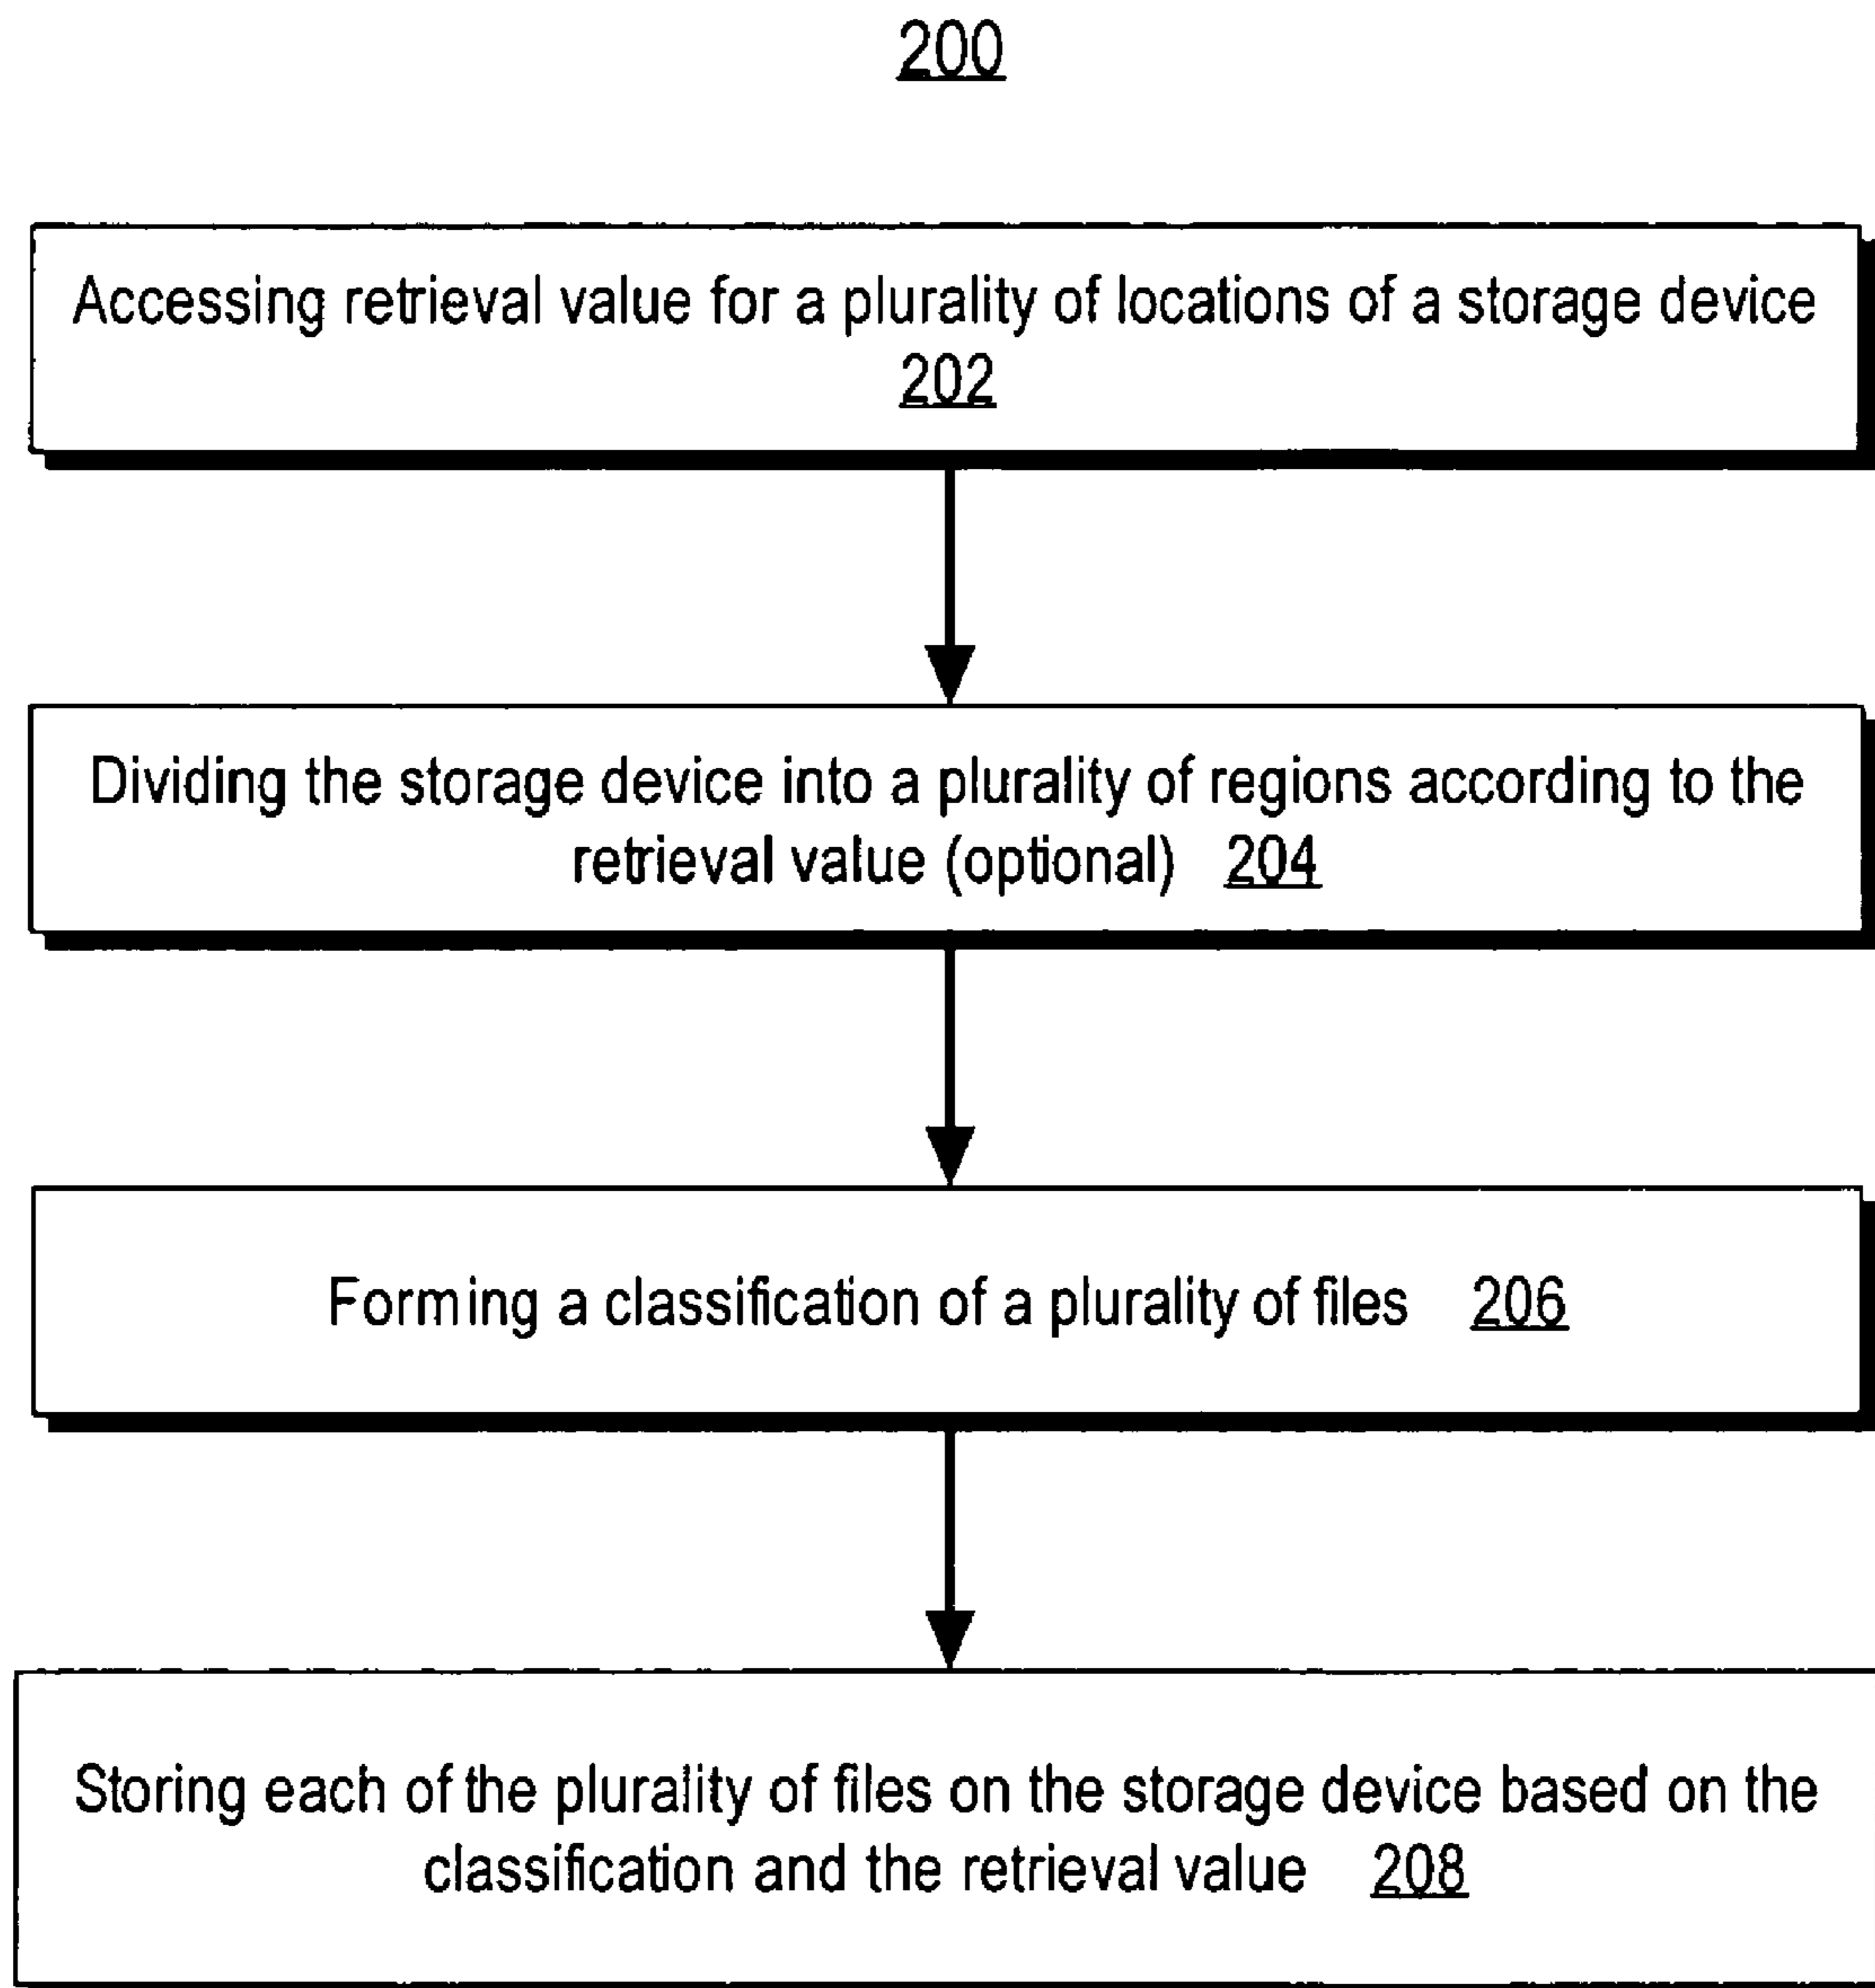 200
Accessing retrieval value for a plurality of locations of a storage device
202
Dividing the storage device into a plurality of regions according to the
retrieval value (optional) 204
Forming a classification of a plurality of files 206
Storing each of the plurality of files on the storage device based on the
classification and the retrieval value 208